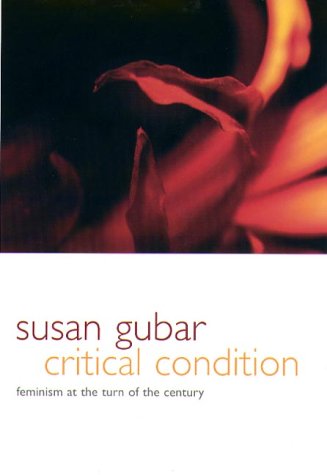 susan gubar
critical condition
feminism at the turn of the century